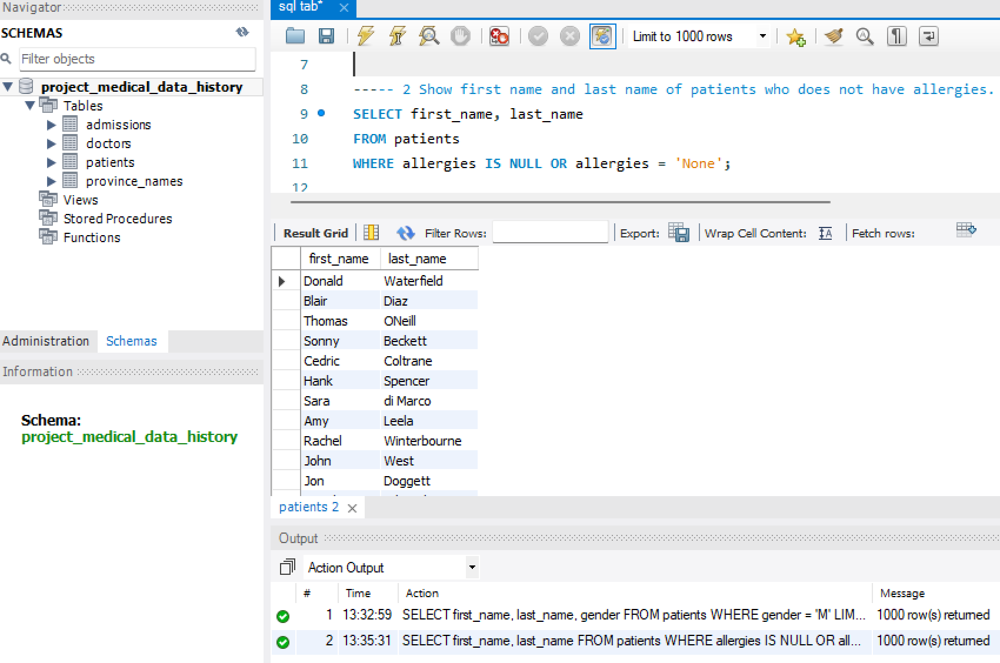 Navigator
SCHEMAS
Filter objects
project_medical_data_history
Tables
admissions
doctors
patients
province_names
Views
Stored Procedures
Functions
Administration Schemas
Information
Schema:
project_medical_data_history
sql tab*
Limit to 1000 rows
7
8 ----- 2 Show first name and last name of patients who does not have allergies.
9 SELECT first_name, last_name
10 FROM patients
11 WHERE allergies IS NULL OR allergies = 'None';
12
Result Grid Filter Rows: Export: Wrap Cell Content: Fetch rows:
first_name last_name
Donald Waterfield
Blair Diaz
Thomas ONeill
Sonny Beckett
Cedric Coltrane
Hank Spencer
Sara di Marco
Amy Leela
Rachel Winterbourne
John West
Jon Doggett
patients 2
Output
Action Output
# Time Action Message
1 13:32:59 SELECT first_name, last_name, gender FROM patients WHERE gender = 'M' LIM... 1000 row(s) returned
2 13:35:31 SELECT first_name, last_name FROM patients WHERE allergies IS NULL OR all... 1000 row(s) returned